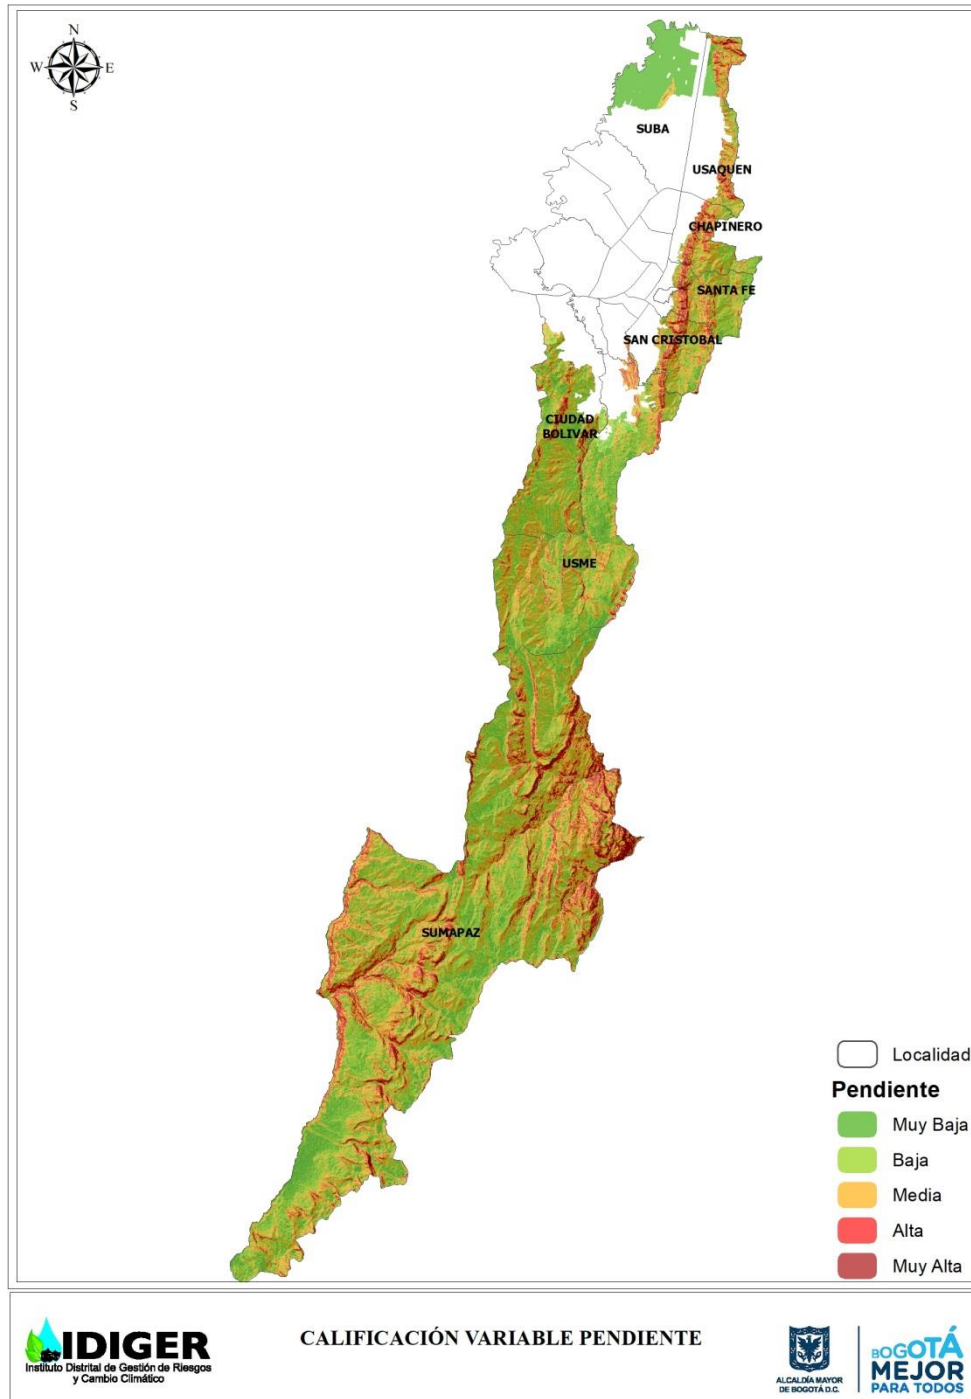 N
W
E
S
SUBA
USAQUEN
CHAPINERO
SANTA FE
SAN CRISTOBAL
CIUDAD
BOLIVAR
USME
SUMAPAZ
Localidad
Pendiente
Muy Baja
Baja
Media
Alta
Muy Alta
IDIGER
Instituto Distrital de Gestión de Riesgos
y Cambio Climático
CALIFICACIÓN VARIABLE PENDIENTE
ALCALDÍA MAYOR
DE BOGOTÁ D.C.
BOGOTÁ
MEJOR
PARA TODOS